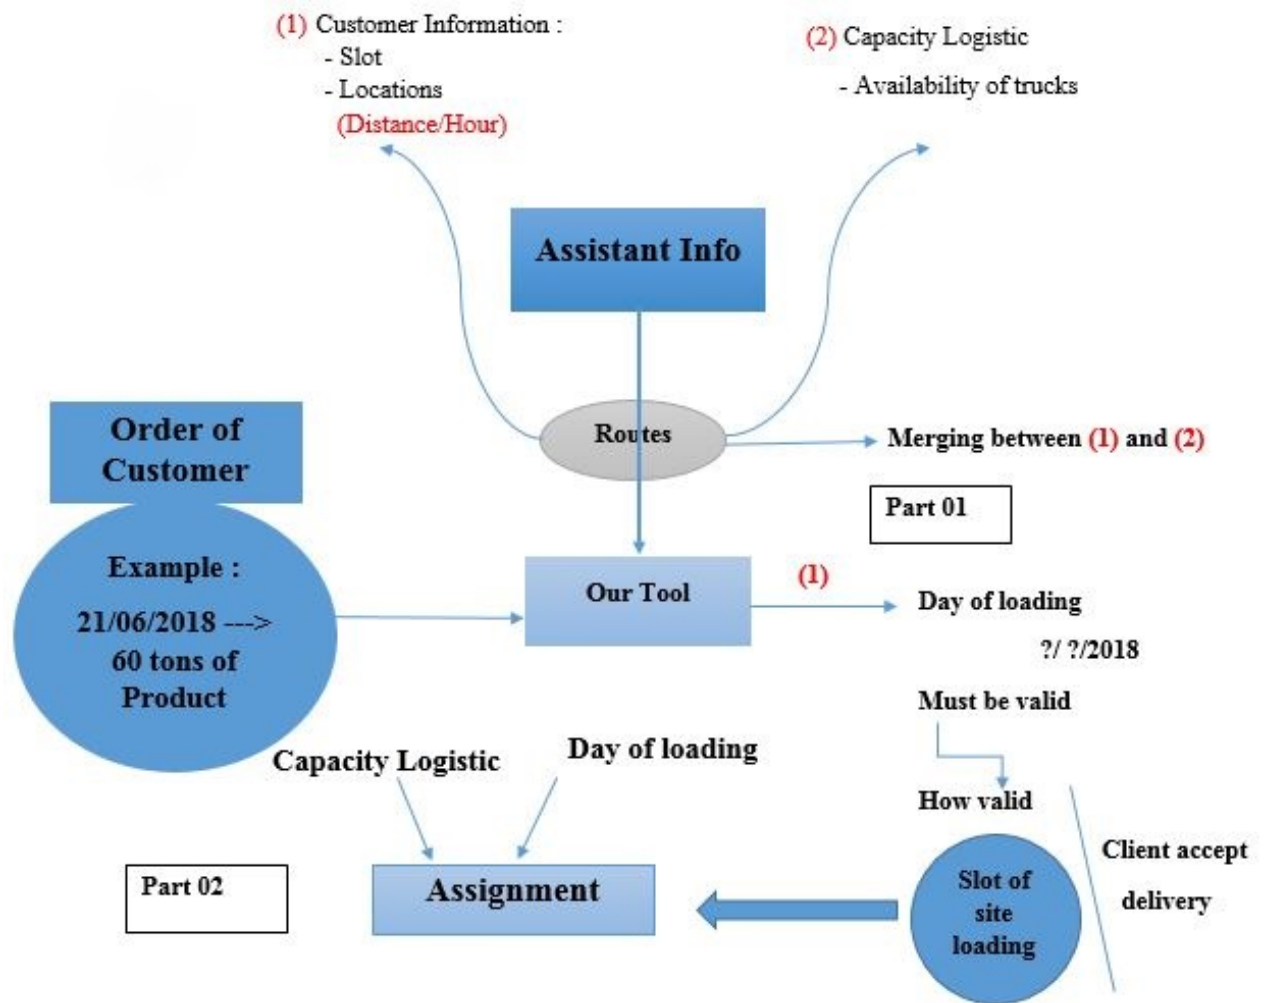 (1) Customer Information :
- Slot
- Locations
(Distance/Hour)
(2) Capacity Logistic
- Availability of trucks
Assistant Info
Routes
Merging between (1) and (2)
Part 01
Order of
Customer
Example :
21/06/2018 --->
60 tons of
Product
Our Tool
(1)
Day of loading
?/ ?/2018
Must be valid
How valid
Slot of
site
loading
Client accept
delivery
Capacity Logistic
Day of loading
Part 02
Assignment